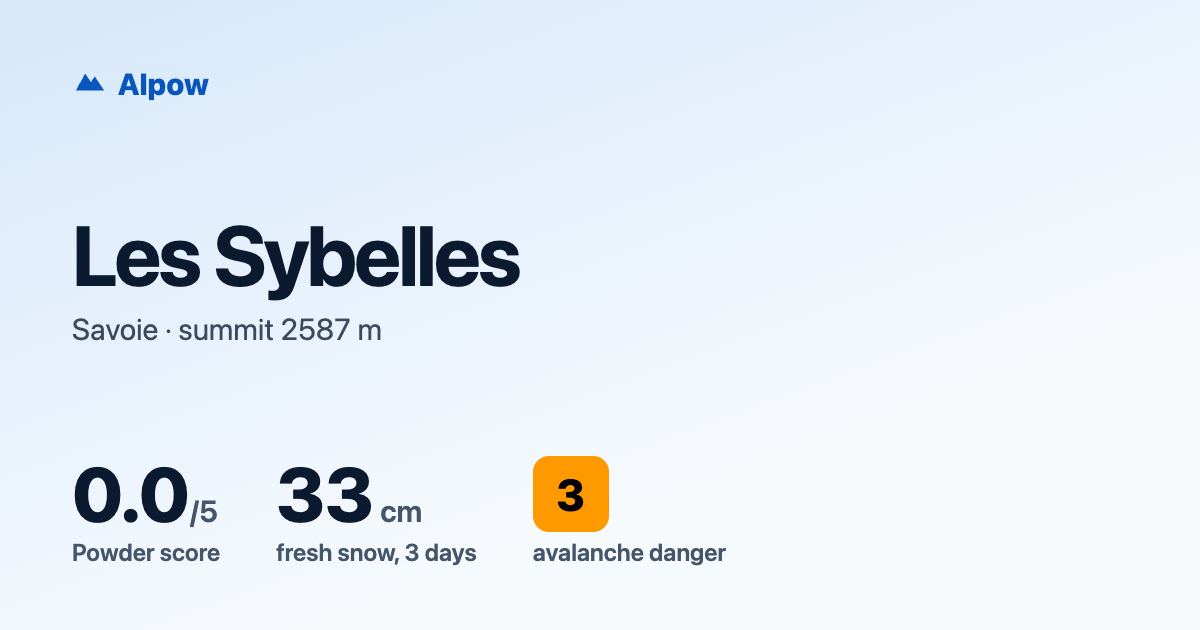 Alpow
Les Sybelles
Savoie · summit 2587 m
0.0/5
Powder score
33 cm
fresh snow, 3 days
3
avalanche danger